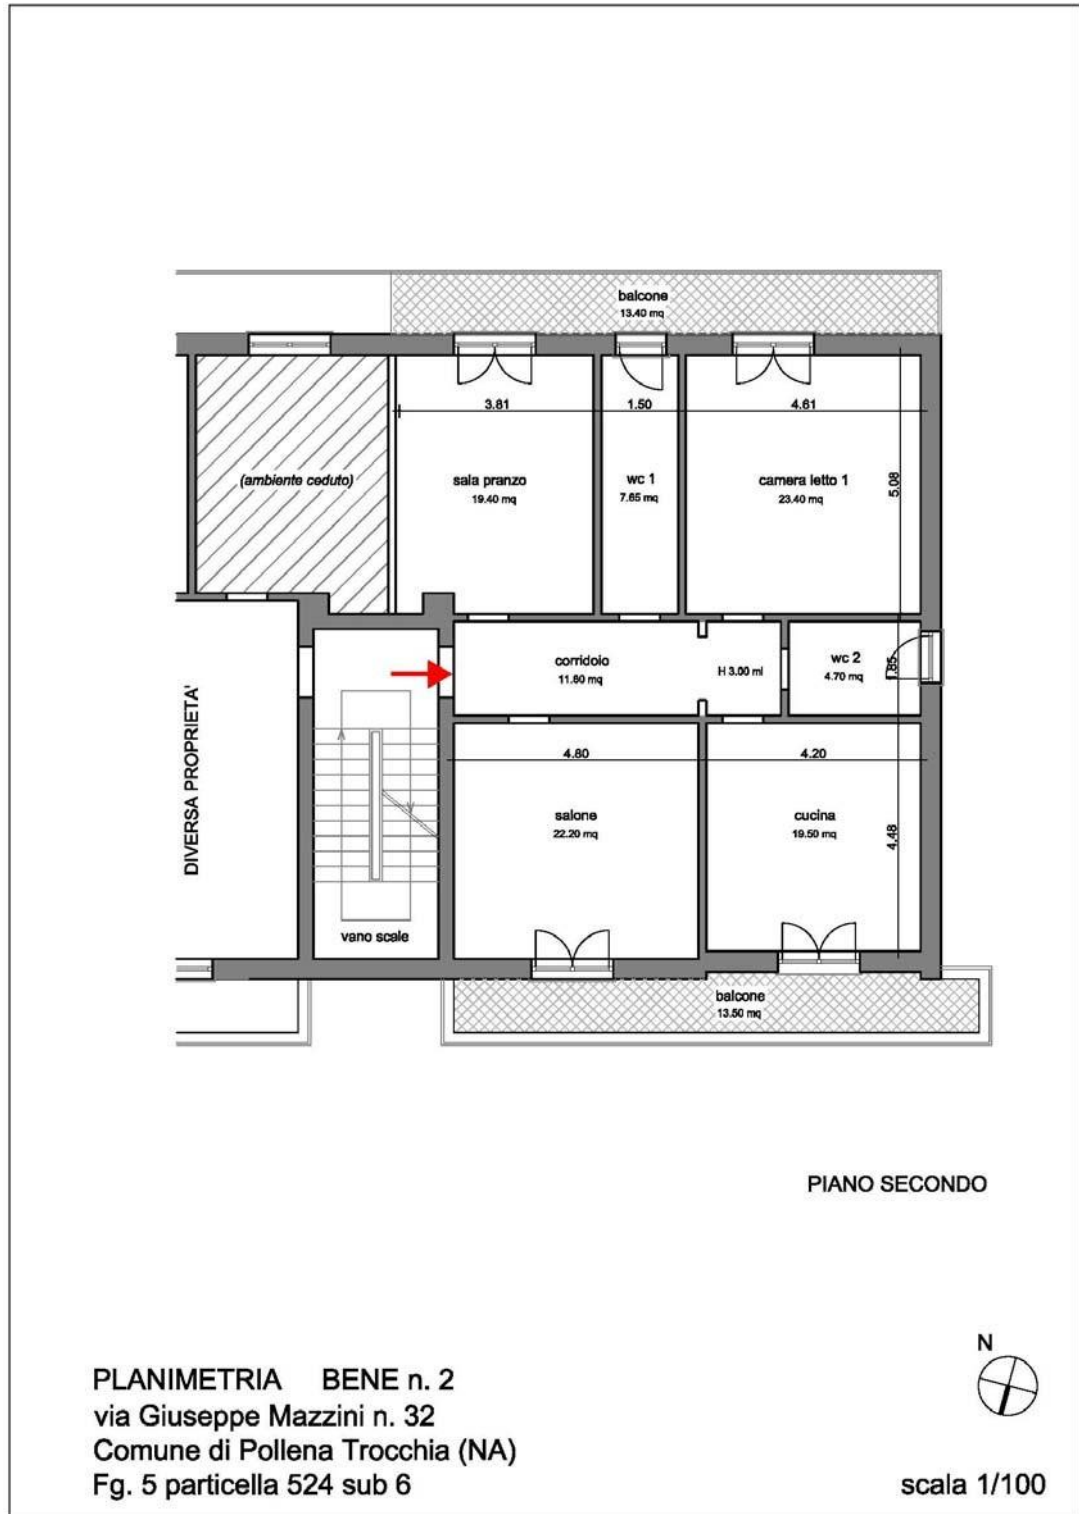 balcone
13.40 mq
3.81
1.50
4.61
(ambiente ceduto)
sala pranzo
19.40 mq
wc 1
7.65 mq
camera letto 1
23.40 mq
5.08
corridoio
11.80 mq
H 3.00 ml
wc 2
4.70 mq
1.85
DIVERSA PROPRIETA'
4.80
4.20
salone
22.20 mq
cucina
19.50 mq
4.48
vano scale
balcone
13.50 mq
PIANO SECONDO
N
PLANIMETRIA BENE n. 2
via Giuseppe Mazzini n. 32
Comune di Pollena Trocchia (NA)
Fg. 5 particella 524 sub 6
scala 1/100